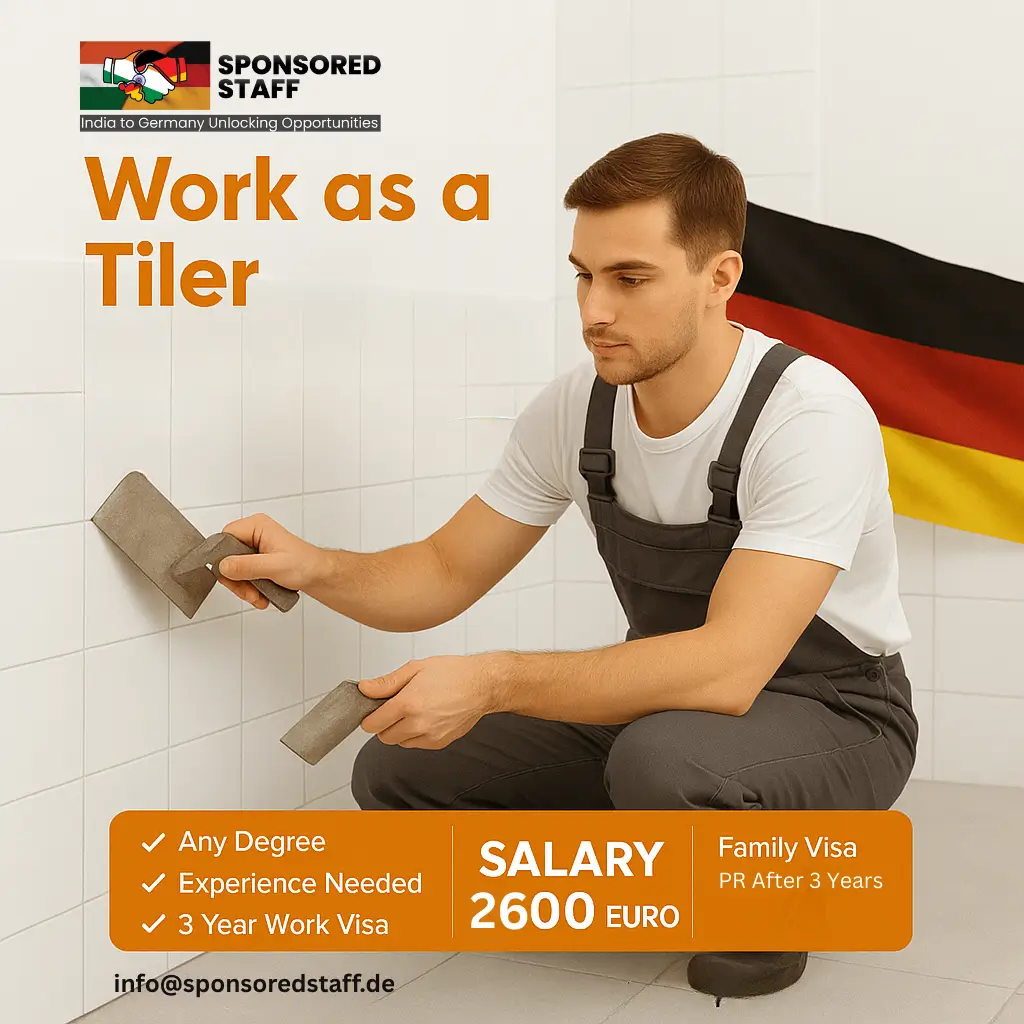 SPONSORED
STAFF
India to Germany Unlocking Opportunities
Work as a
Tiler
Any Degree
Experience Needed
3 Year Work Visa
SALARY
2600 EURO
Family Visa
PR After 3 Years
info@sponsoredstaff.de